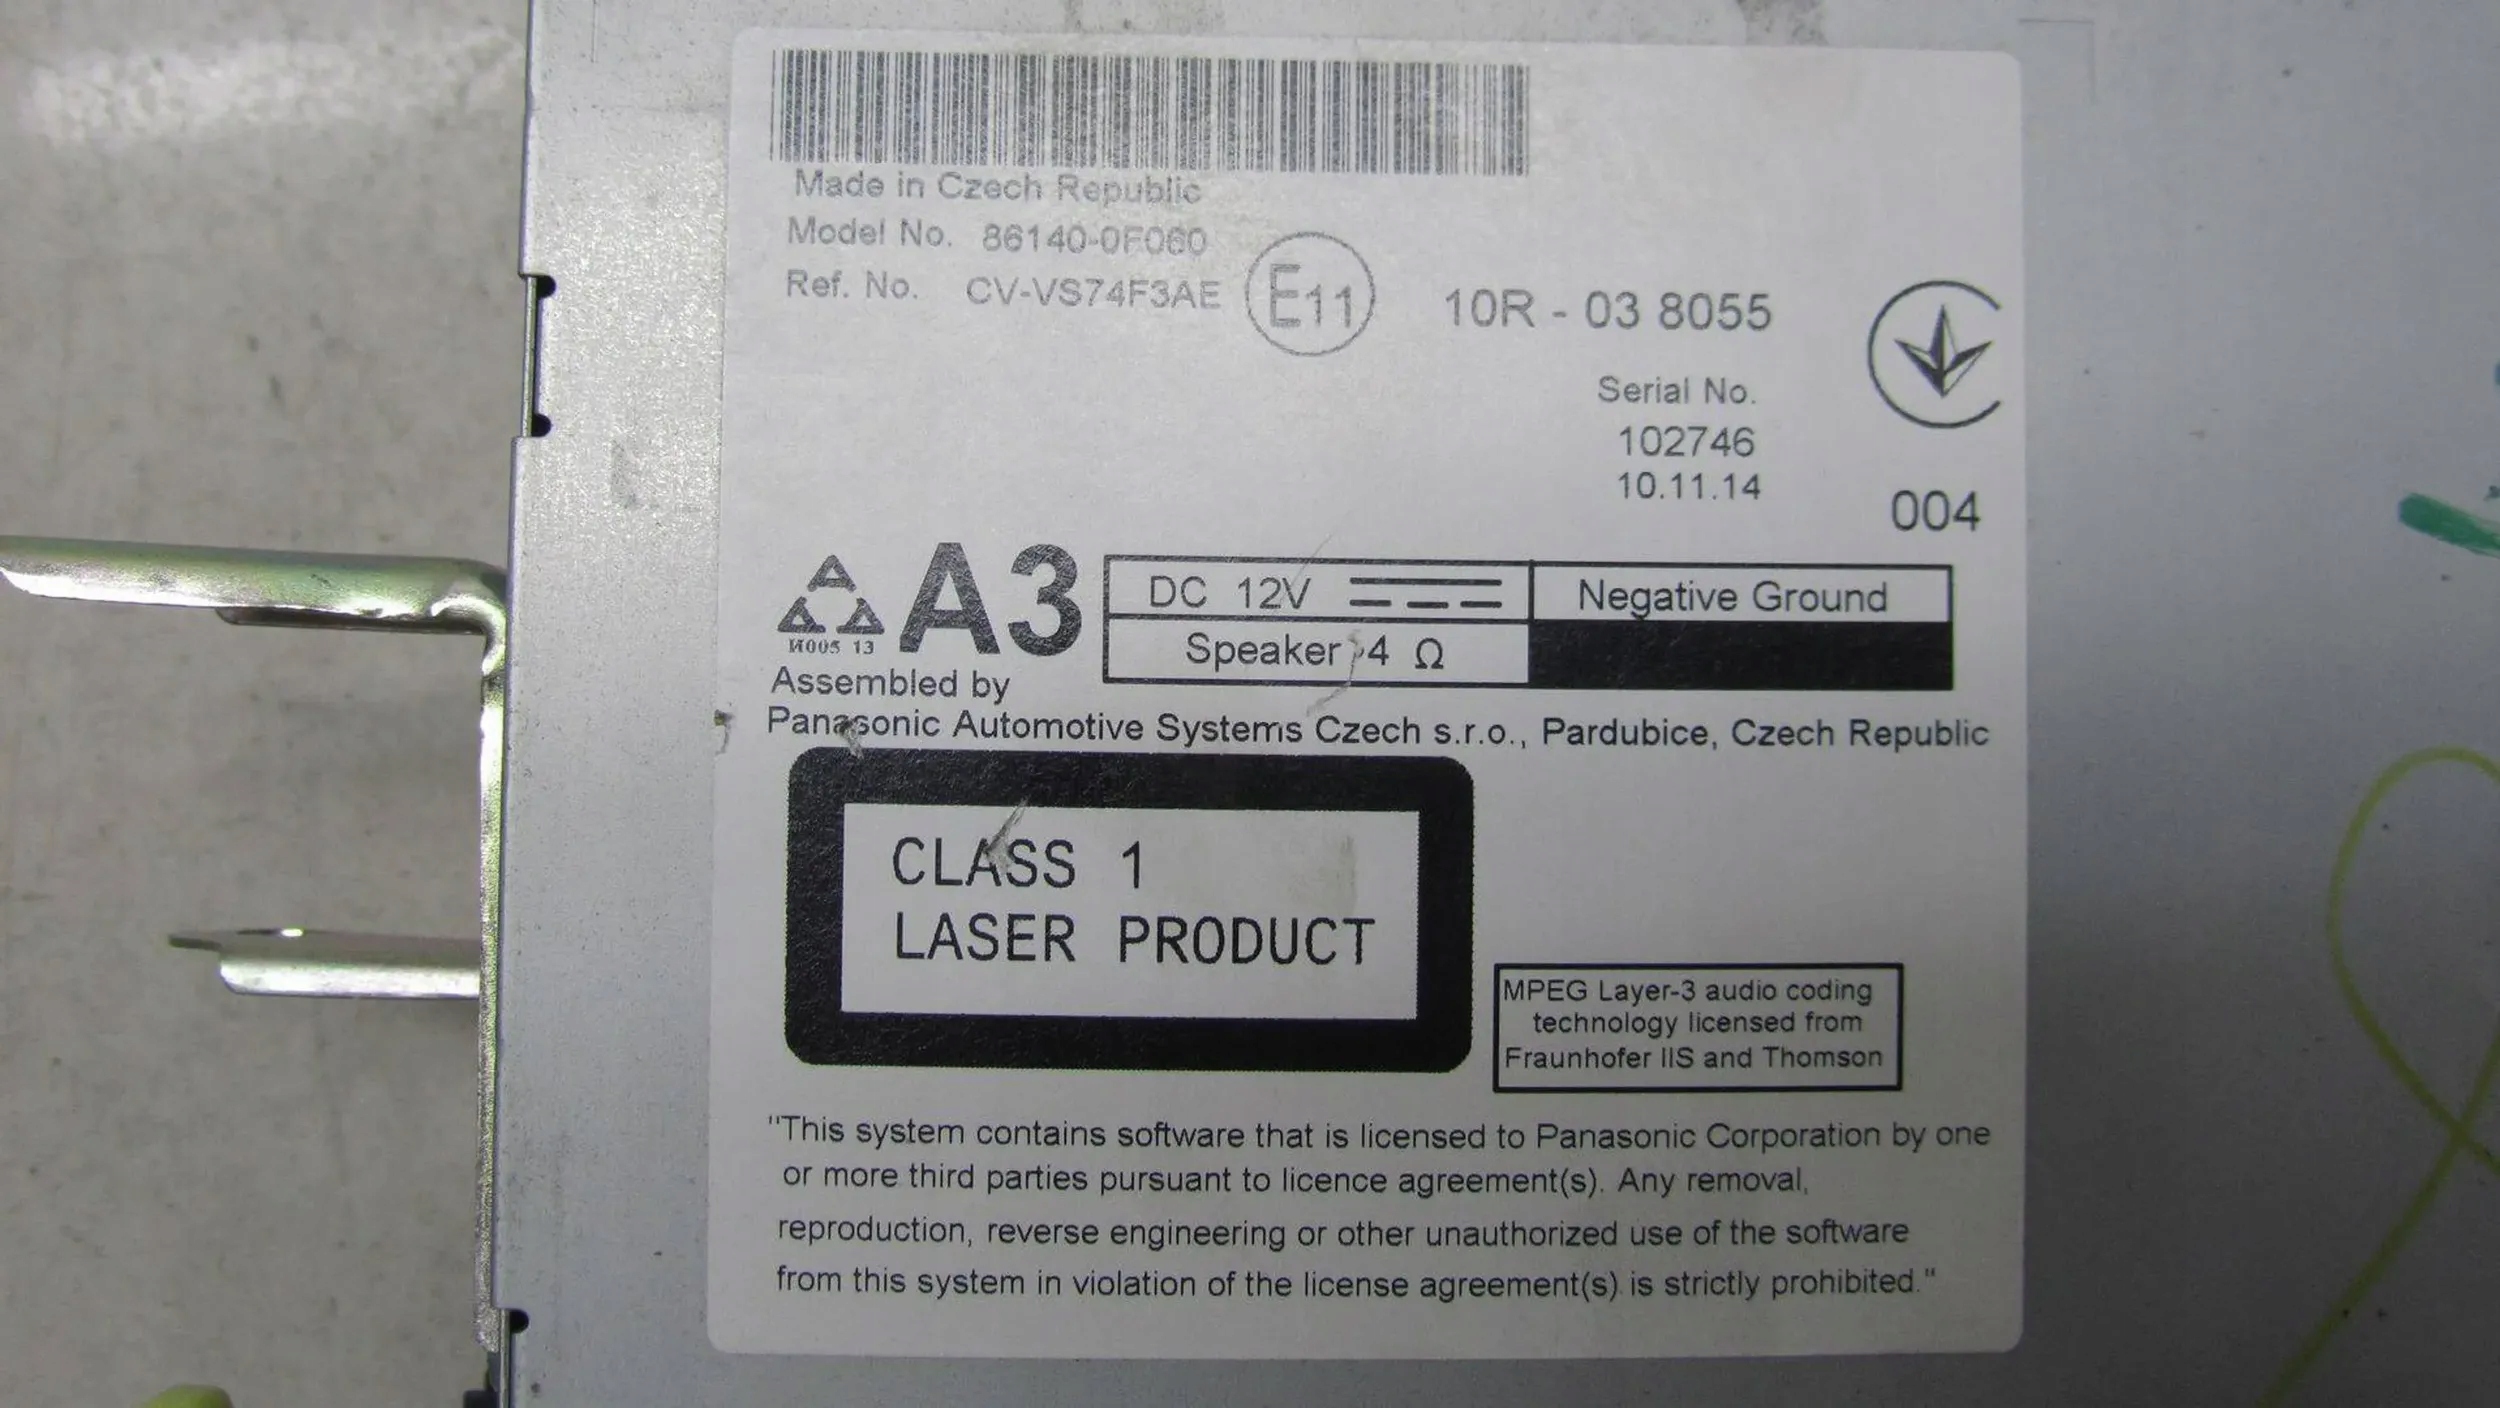 Made in Czech Republic
Model No. 86140-0F060
Ref. No. CV-VS74F3AE
E11
10R - 03 8055
Serial No.
102746
10.11.14
004
A3
И005 13
DC 12V
Negative Ground
Speaker 4 Ω
Assembled by
Panasonic Automotive Systems Czech s.r.o., Pardubice, Czech Republic
CLASS 1
LASER PRODUCT
MPEG Layer-3 audio coding
technology licensed from
Fraunhofer IIS and Thomson
"This system contains software that is licensed to Panasonic Corporation by one
or more third parties pursuant to licence agreement(s). Any removal,
reproduction, reverse engineering or other unauthorized use of the software
from this system in violation of the license agreement(s) is strictly prohibited."